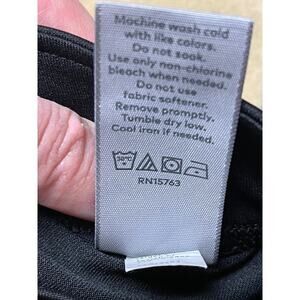 Machine wash cold
with like colors.
Do not soak.
Use only non-chlorine
bleach when needed.
Do not use
fabric softener.
Remove promptly.
Tumble dry low.
Cool iron if needed.
30°C
RN15763